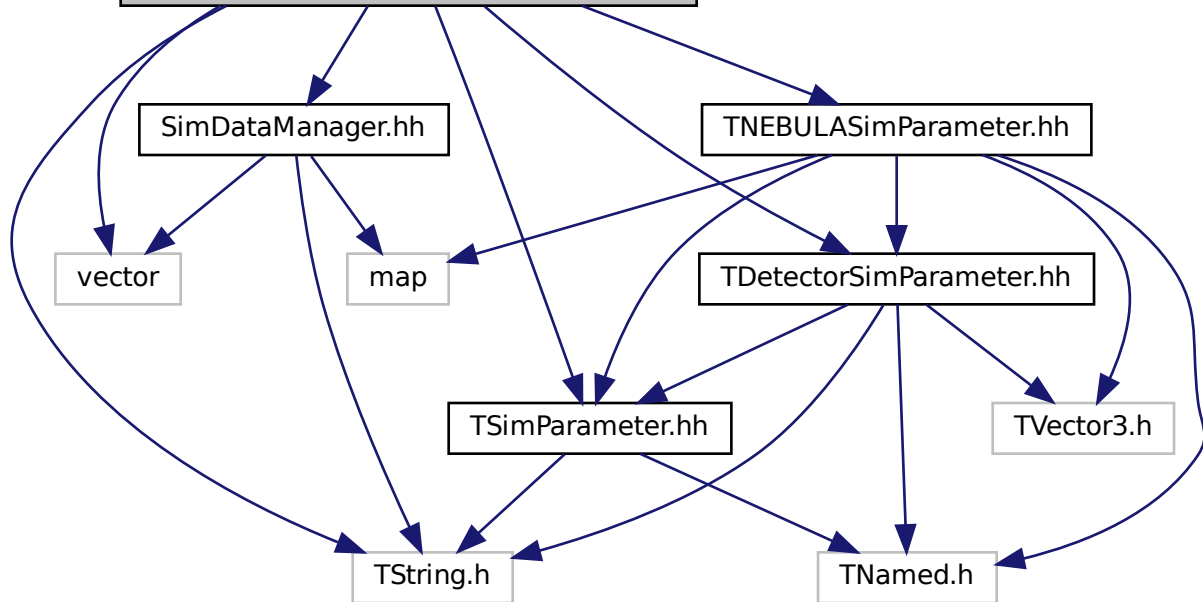 SimDataManager.hh
TNEBULASimParameter.hh
vector
map
TDetectorSimParameter.hh
TSimParameter.hh
TVector3.h
TString.h
TNamed.h